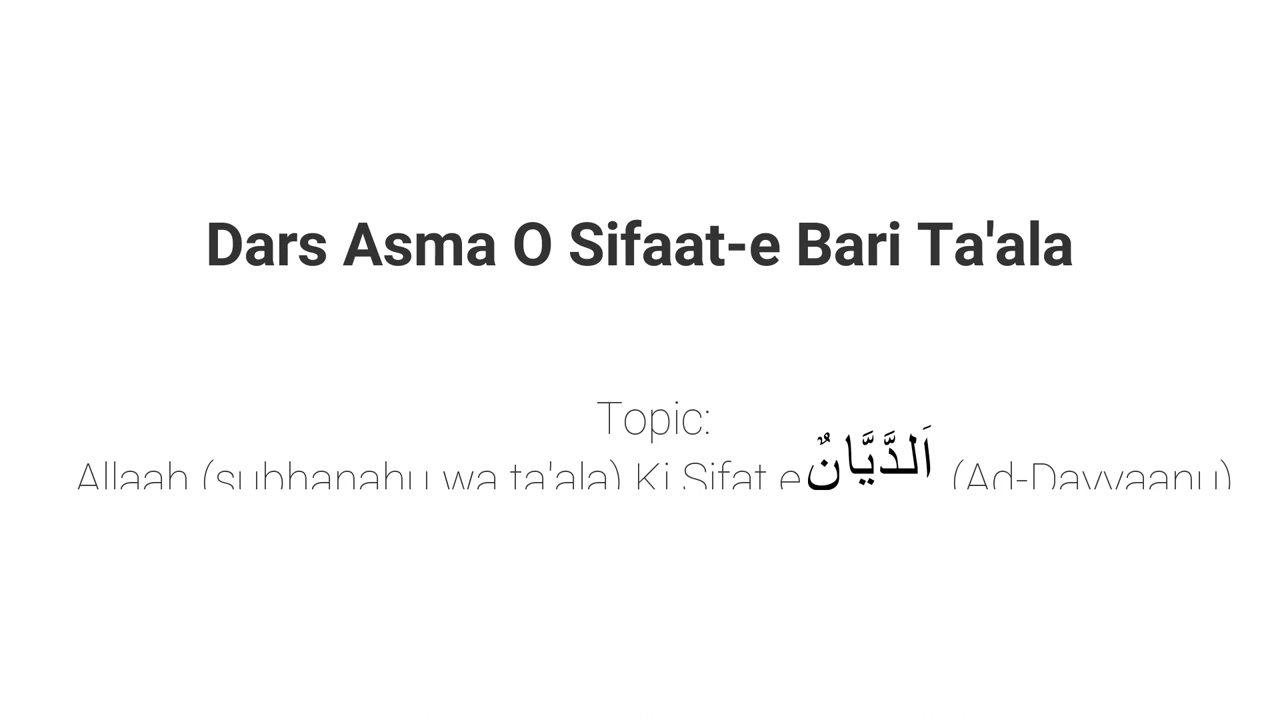 Dars Asma O Sifaat-e Bari Ta'ala
Topic:
Allaah (subhanahu wa ta'ala) Ki Sifat e اَلدَّيَّانٌ (Ad-Dayyaanu)